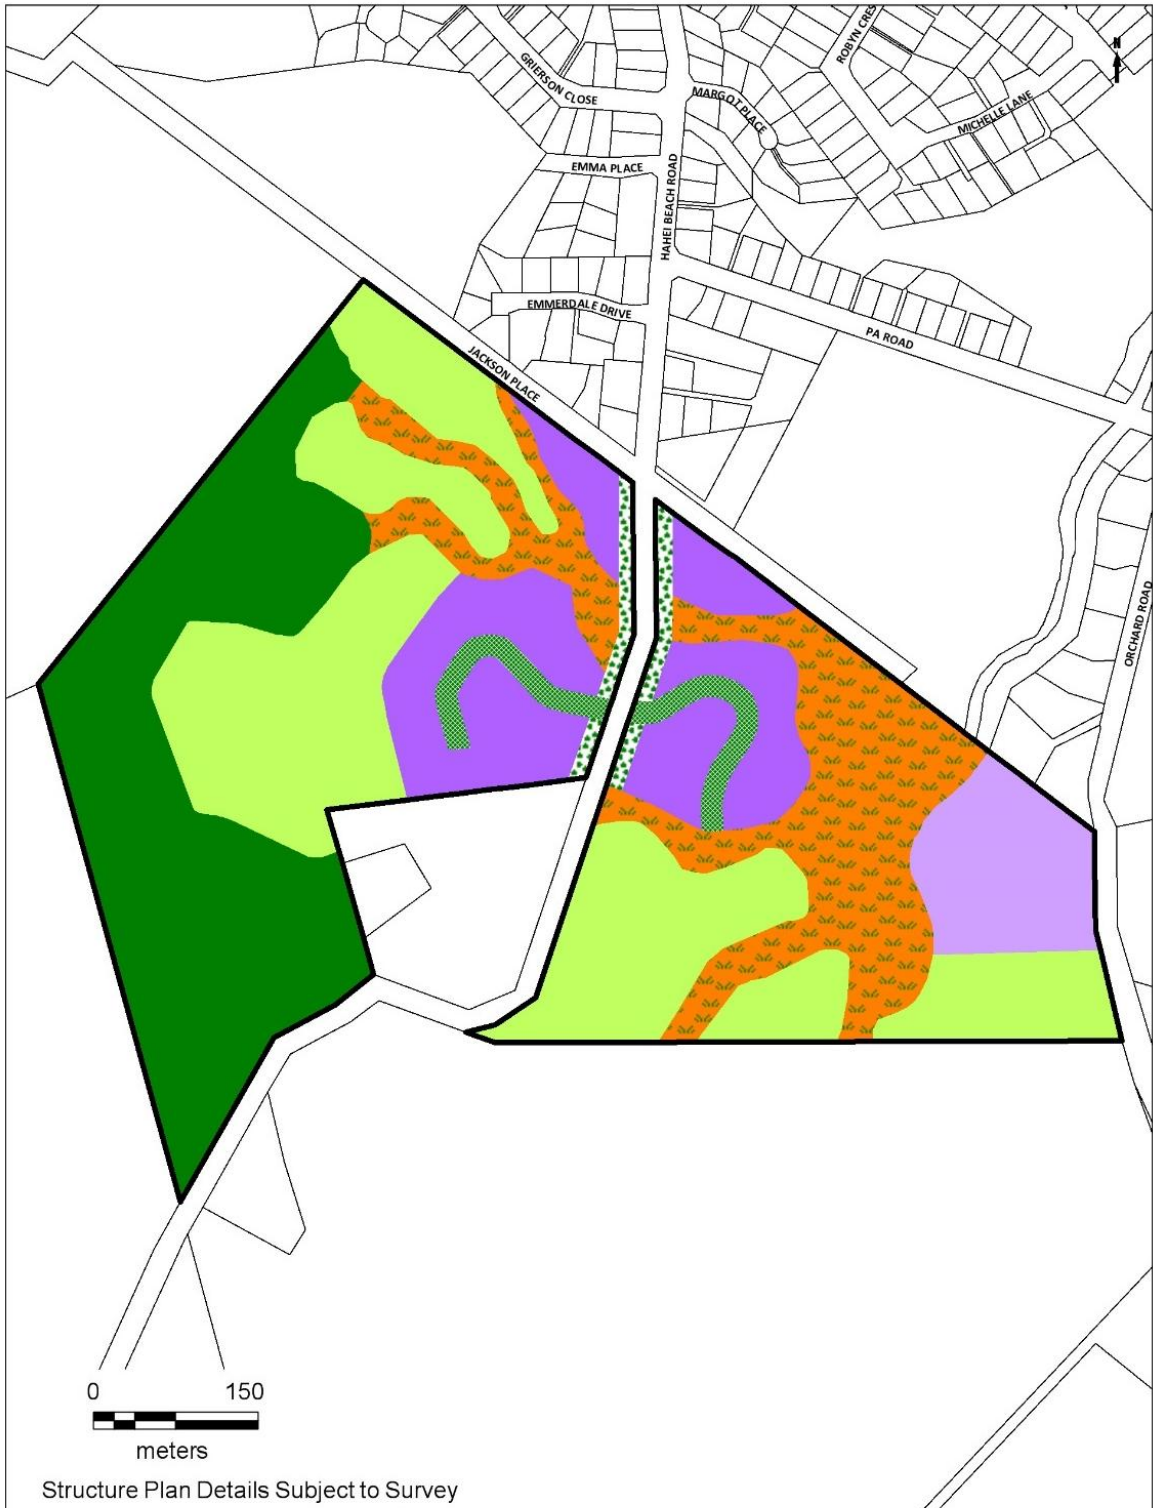 ROBYN CRES
N
GRIERSON CLOSE
MARGOT PLACE
MICHELLE LANE
EMMA PLACE
HAHEI BEACH ROAD
EMMERDALE DRIVE
PA ROAD
JACKSON PLACE
ORCHARD ROAD
0 150
meters
Structure Plan Details Subject to Survey